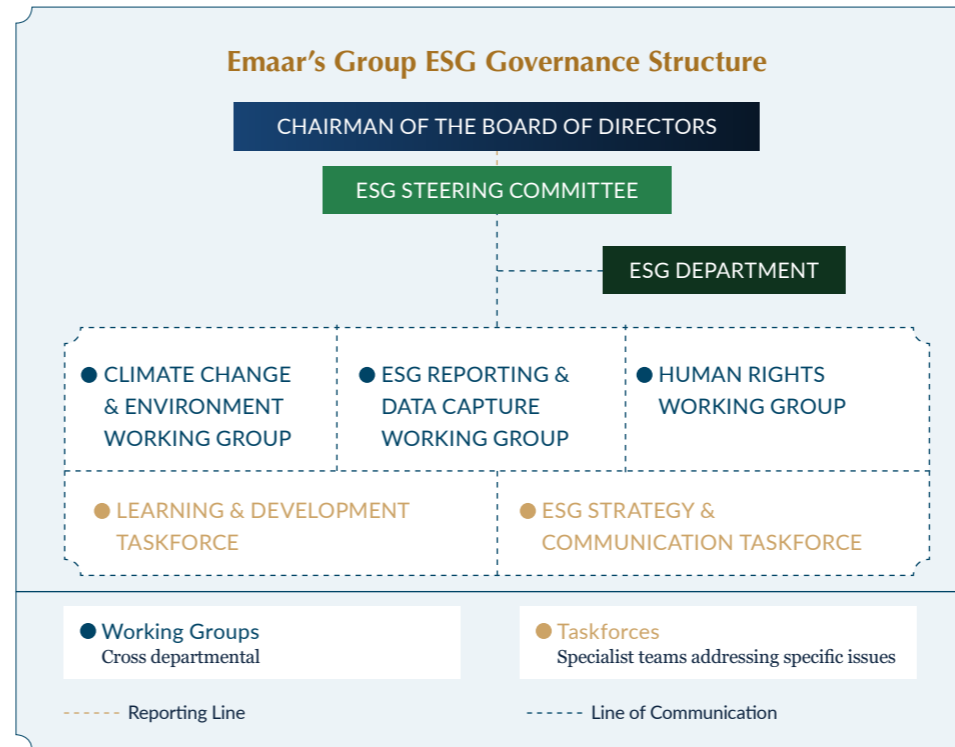 Emaar's Group ESG Governance Structure
CHAIRMAN OF THE BOARD OF DIRECTORS
ESG STEERING COMMITTEE
ESG DEPARTMENT
CLIMATE CHANGE
& ENVIRONMENT
WORKING GROUP
ESG REPORTING &
DATA CAPTURE
WORKING GROUP
HUMAN RIGHTS
WORKING GROUP
LEARNING & DEVELOPMENT
TASKFORCE
ESG STRATEGY &
COMMUNICATION TASKFORCE
Working Groups
Cross departmental
Taskforces
Specialist teams addressing specific issues
Reporting Line
Line of Communication